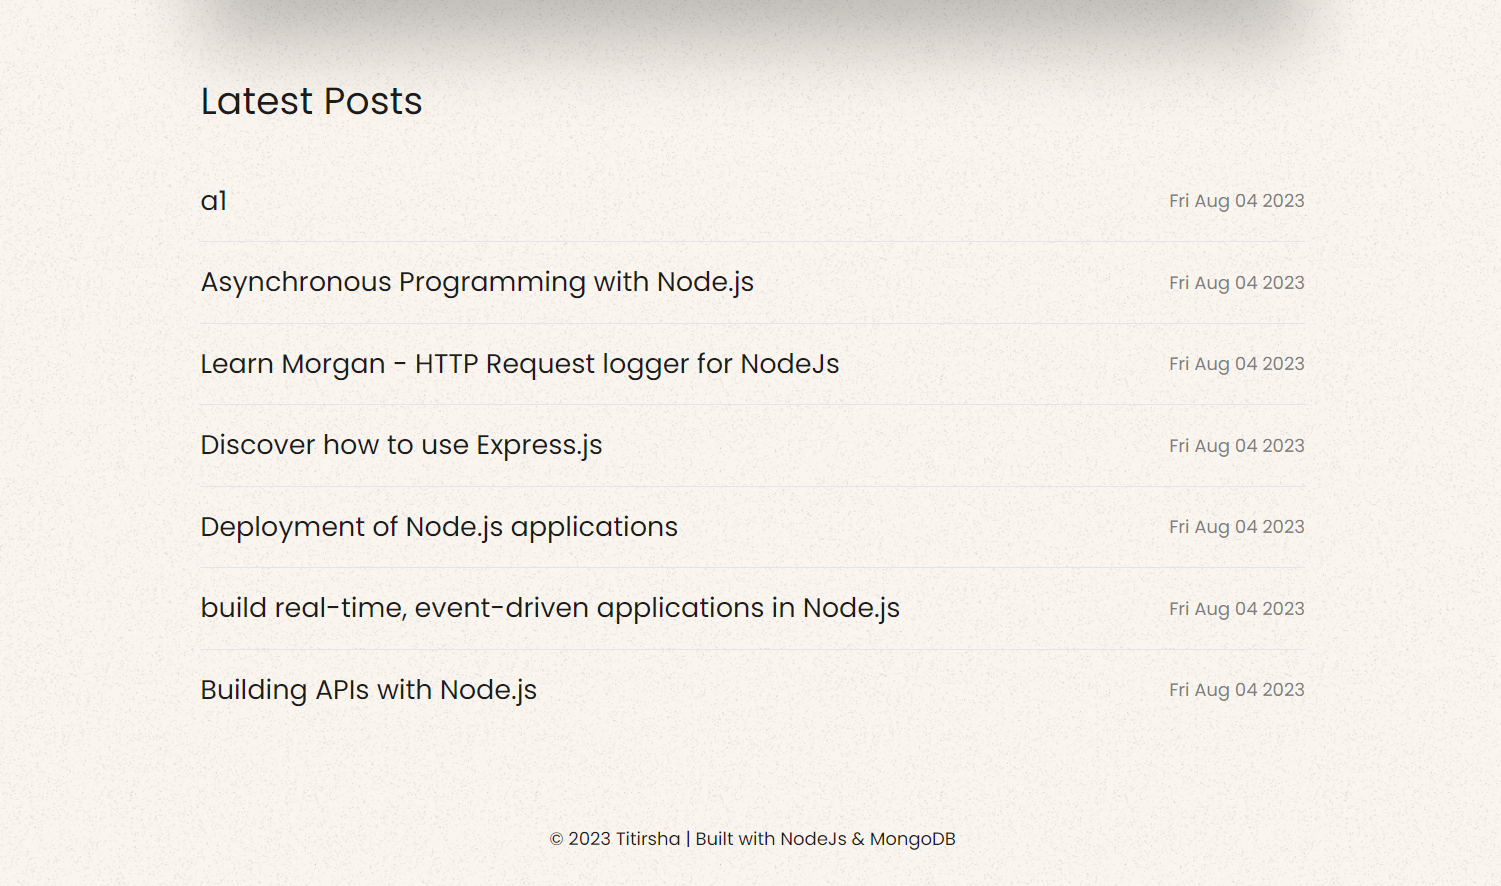 Latest Posts
a1 Fri Aug 04 2023
Asynchronous Programming with Node.js Fri Aug 04 2023
Learn Morgan - HTTP Request logger for NodeJs Fri Aug 04 2023
Discover how to use Express.js Fri Aug 04 2023
Deployment of Node.js applications Fri Aug 04 2023
build real-time, event-driven applications in Node.js Fri Aug 04 2023
Building APIs with Node.js Fri Aug 04 2023
© 2023 Titirsha | Built with NodeJs & MongoDB